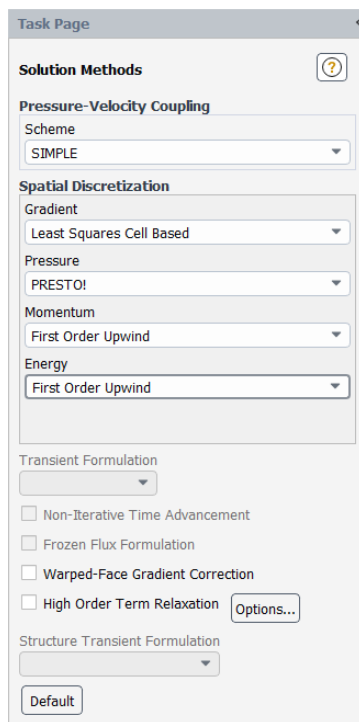 Task Page
Solution Methods
?
Pressure-Velocity Coupling
Scheme
SIMPLE
Spatial Discretization
Gradient
Least Squares Cell Based
Pressure
PRESTO!
Momentum
First Order Upwind
Energy
First Order Upwind
Transient Formulation
Non-Iterative Time Advancement
Frozen Flux Formulation
Warped-Face Gradient Correction
High Order Term Relaxation Options...
Structure Transient Formulation
Default